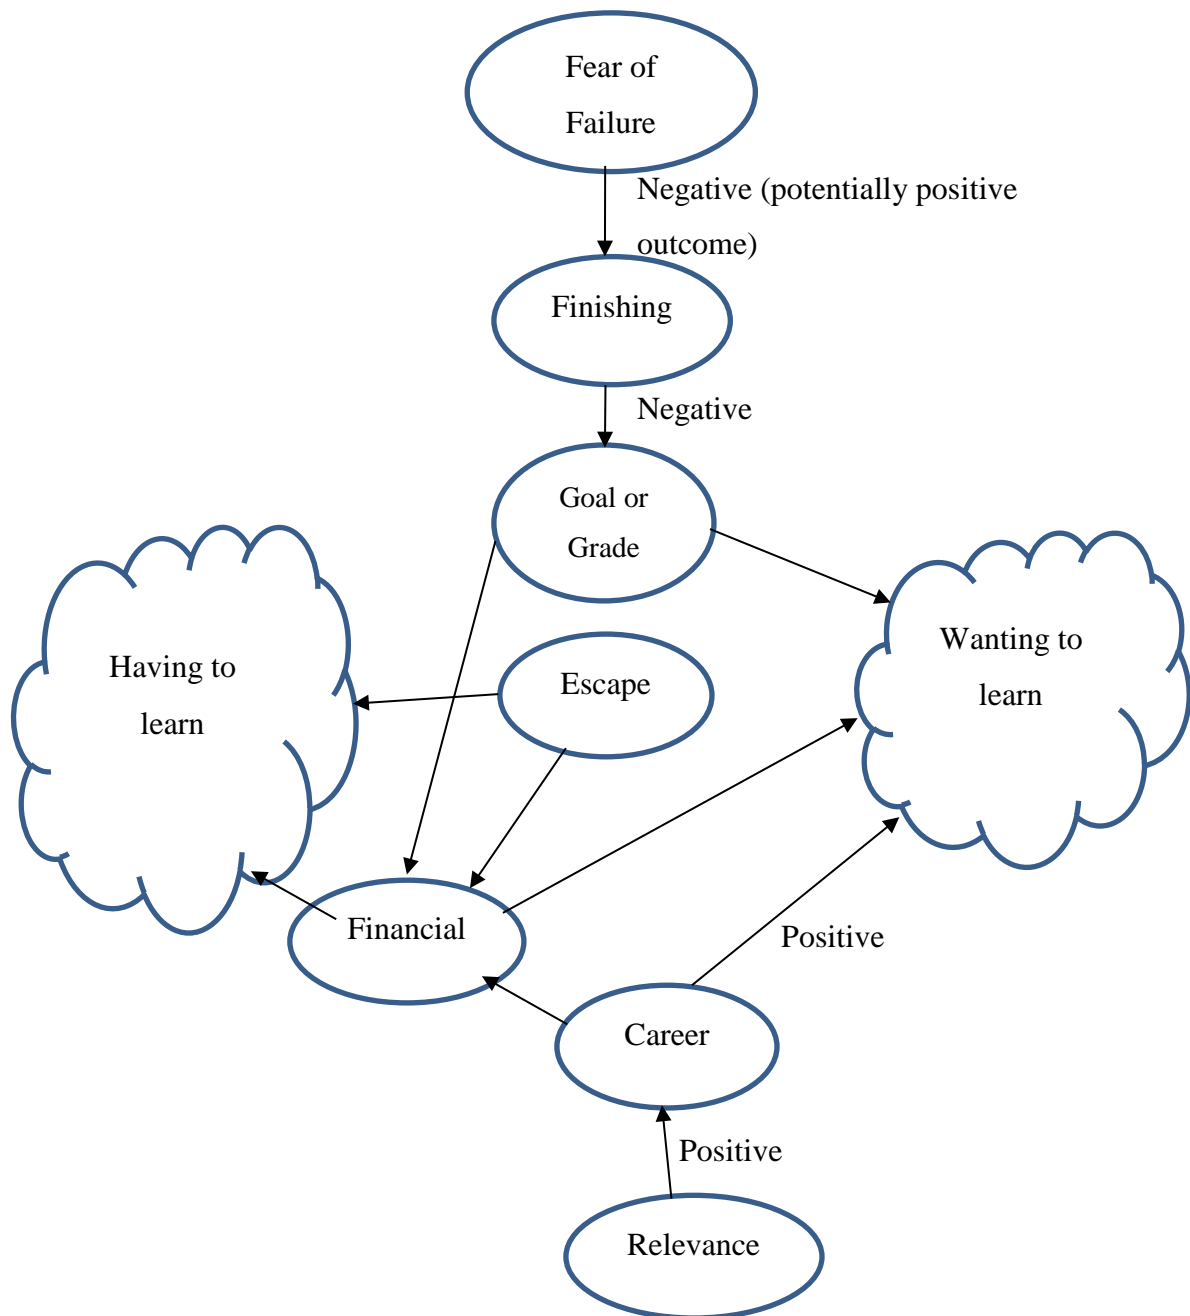 Fear of
Failure
Negative (potentially positive
outcome)
Finishing
Negative
Goal or
Grade
Having to
learn
Escape
Wanting to
learn
Financial
Positive
Career
Positive
Relevance